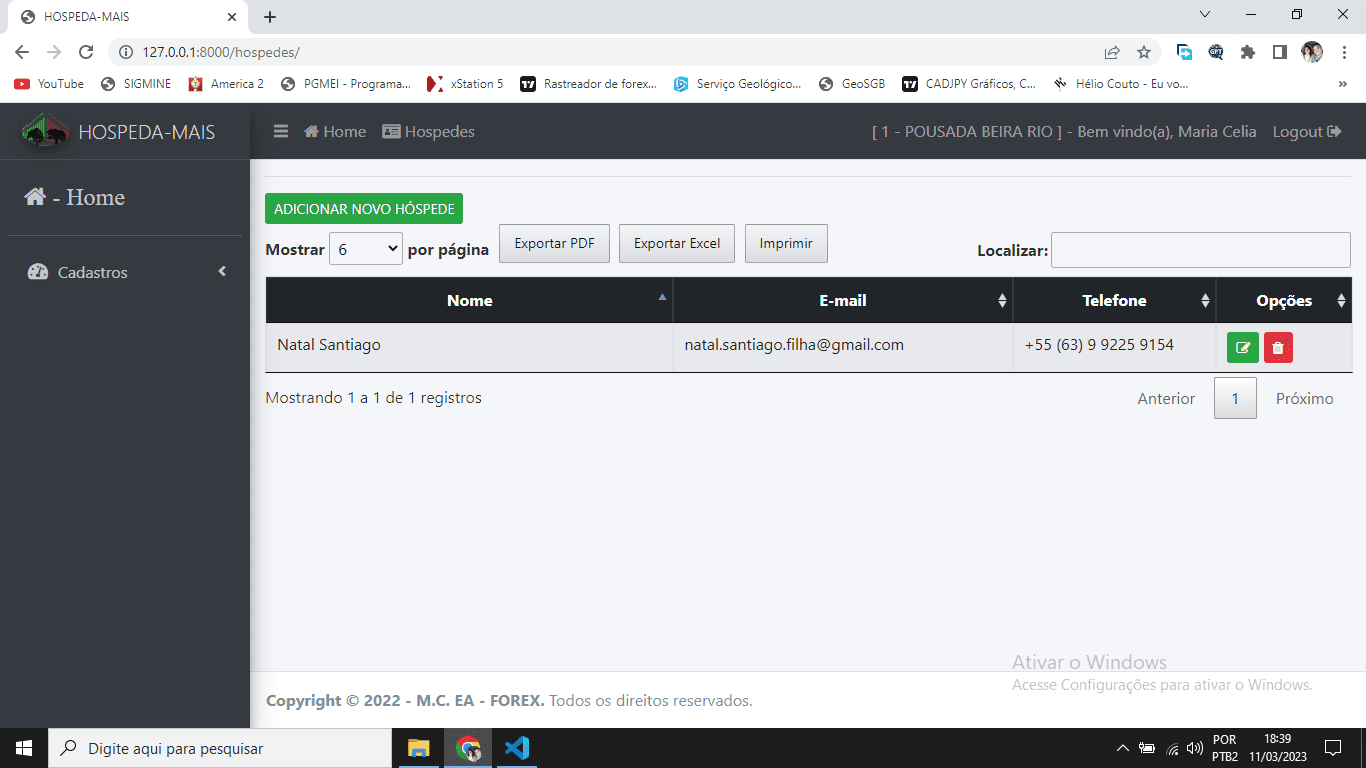 HOSPEDA-MAIS
127.0.0.1:8000/hospedes/
YouTube SIGMINE America 2 PGMEI - Programa... xStation 5 Rastreador de forex... Serviço Geológico... GeoSGB CADJPY Gráficos, C... Hélio Couto - Eu vo... »
HOSPEDA-MAIS Home Hospedes [ 1 - POUSADA BEIRA RIO ] - Bem vindo(a), Maria Celia Logout
- Home
Cadastros
ADICIONAR NOVO HÓSPEDE
Mostrar 6 por página Exportar PDF Exportar Excel Imprimir Localizar:
Nome E-mail Telefone Opções
Natal Santiago natal.santiago.filha@gmail.com +55 (63) 9 9225 9154
Mostrando 1 a 1 de 1 registros Anterior 1 Próximo
Ativar o Windows
Acesse Configurações para ativar o Windows.
Copyright © 2022 - M.C. EA - FOREX. Todos os direitos reservados.
Digite aqui para pesquisar
POR
PTB2
18:39
11/03/2023